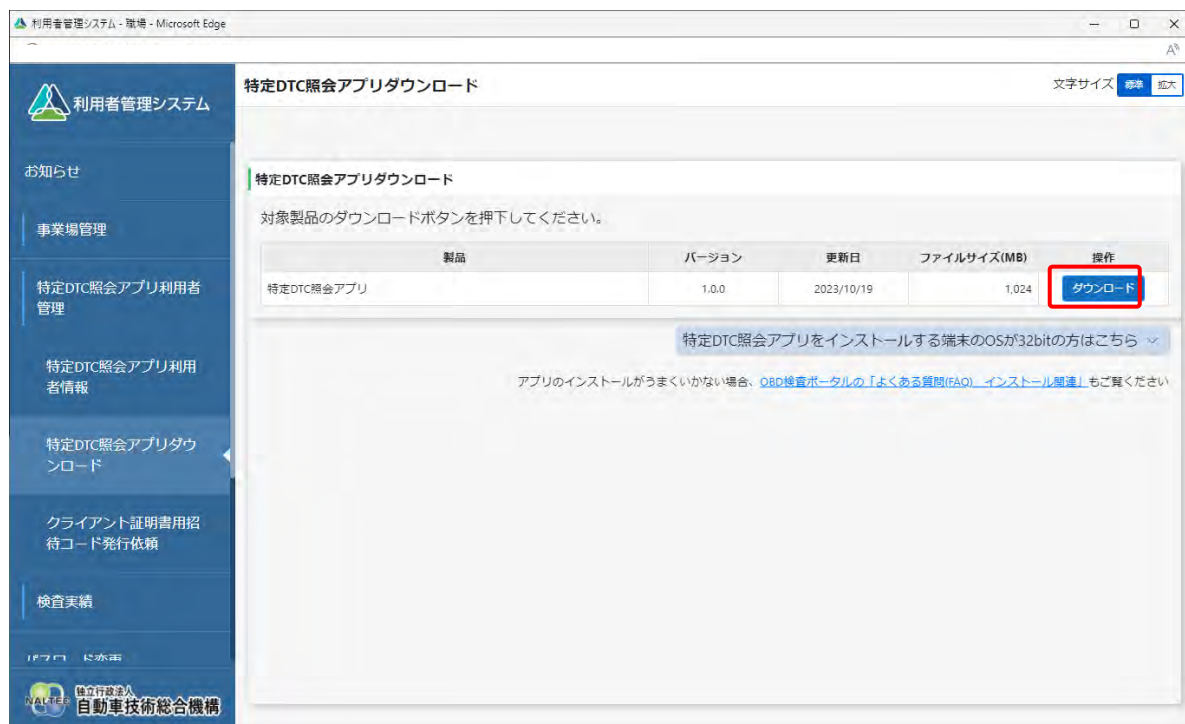 利用者管理システム - 職場 - Microsoft Edge
利用者管理システム
お知らせ
事業場管理
特定DTC照会アプリ利用者
管理
特定DTC照会アプリ利用
者情報
特定DTC照会アプリダウ
ンロード
クライアント証明書用招
待コード発行依頼
検査実績
NALTEC 独立行政法人
自動車技術総合機構
特定DTC照会アプリダウンロード
文字サイズ 標準 拡大
特定DTC照会アプリダウンロード
対象製品のダウンロードボタンを押下してください。
製品 バージョン 更新日 ファイルサイズ(MB) 操作
特定DTC照会アプリ 1.0.0 2023/10/19 1,024 ダウンロード
特定DTC照会アプリをインストールする端末のOSが32bitの方はこちら
アプリのインストールがうまくいかない場合、OBD検査ポータルの「よくある質問(FAQ) インストール関連」もご覧ください